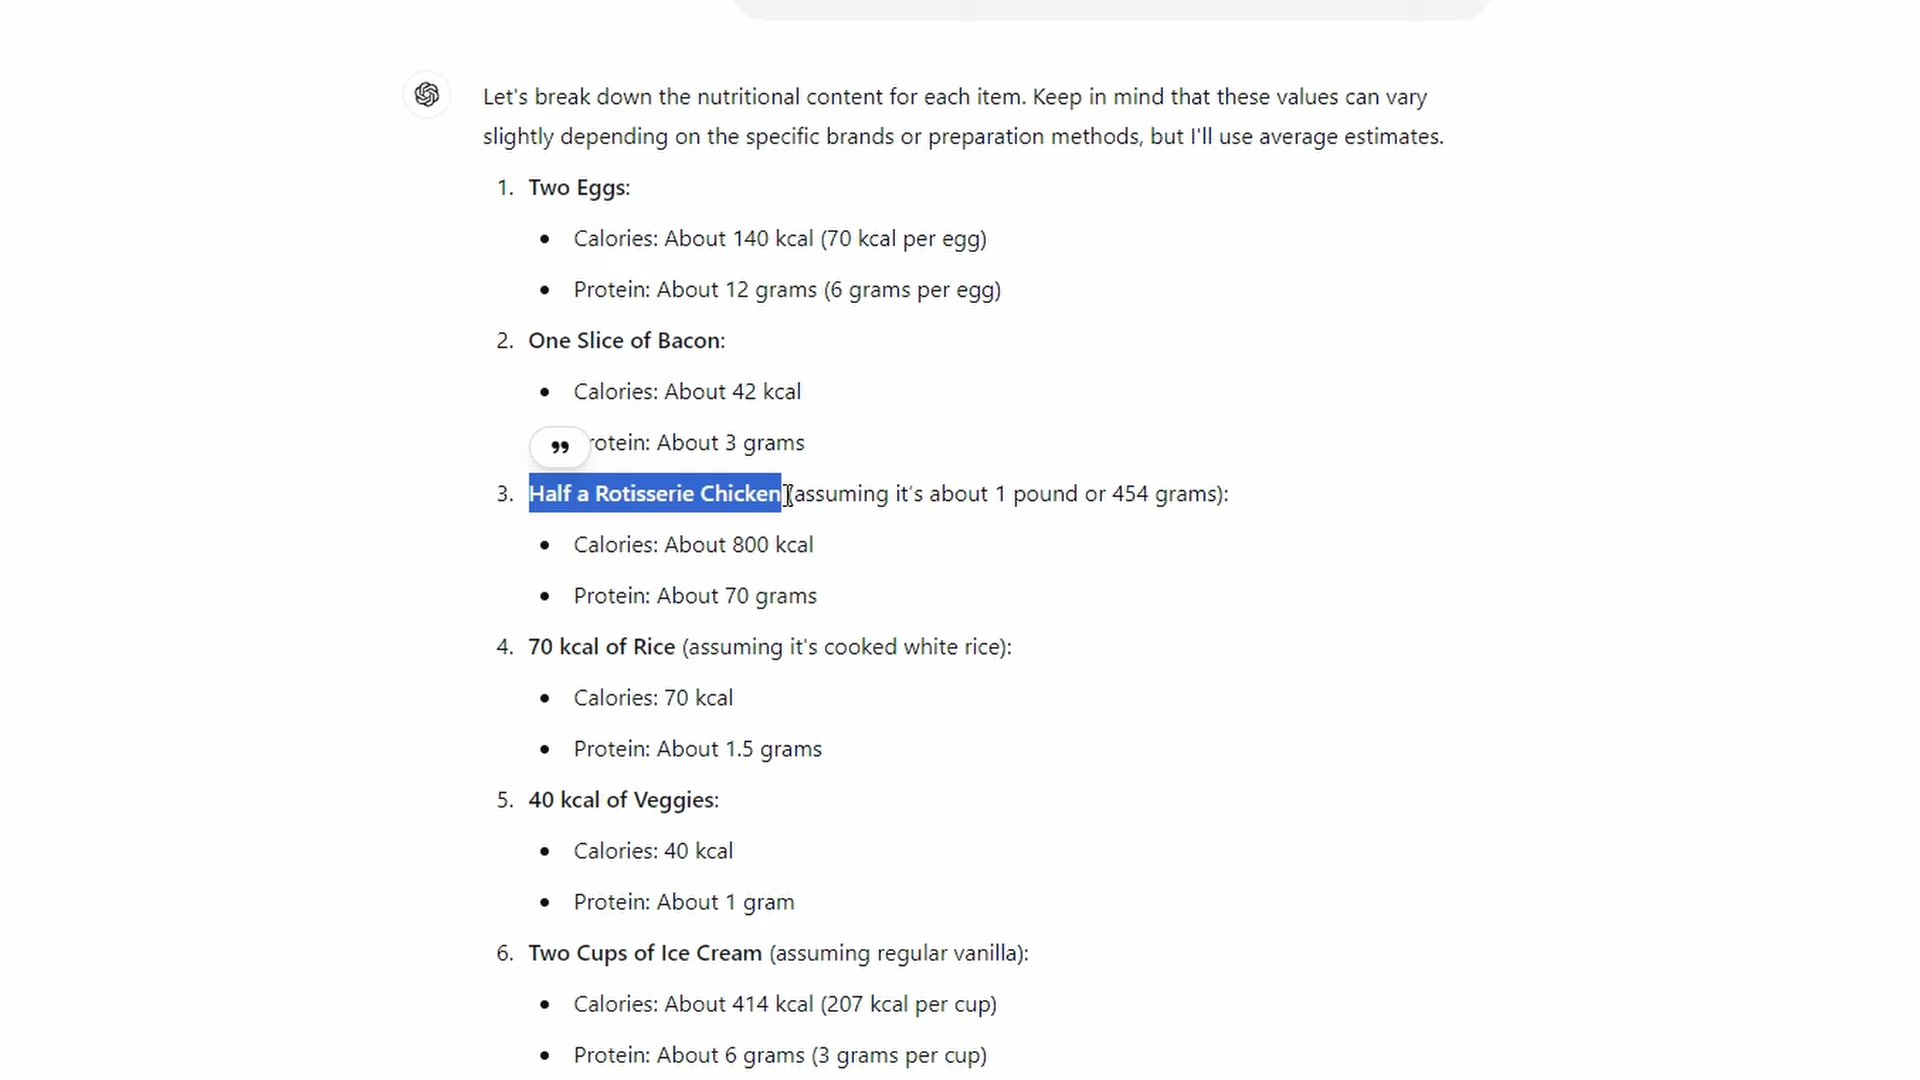 Let's break down the nutritional content for each item. Keep in mind that these values can vary
slightly depending on the specific brands or preparation methods, but I'll use average estimates.
1. Two Eggs:
• Calories: About 140 kcal (70 kcal per egg)
• Protein: About 12 grams (6 grams per egg)
2. One Slice of Bacon:
• Calories: About 42 kcal
rotein: About 3 grams
3. Half a Rotisserie Chicken (assuming it's about 1 pound or 454 grams):
• Calories: About 800 kcal
• Protein: About 70 grams
4. 70 kcal of Rice (assuming it's cooked white rice):
• Calories: 70 kcal
• Protein: About 1.5 grams
5. 40 kcal of Veggies:
• Calories: 40 kcal
• Protein: About 1 gram
6. Two Cups of Ice Cream (assuming regular vanilla):
• Calories: About 414 kcal (207 kcal per cup)
• Protein: About 6 grams (3 grams per cup)